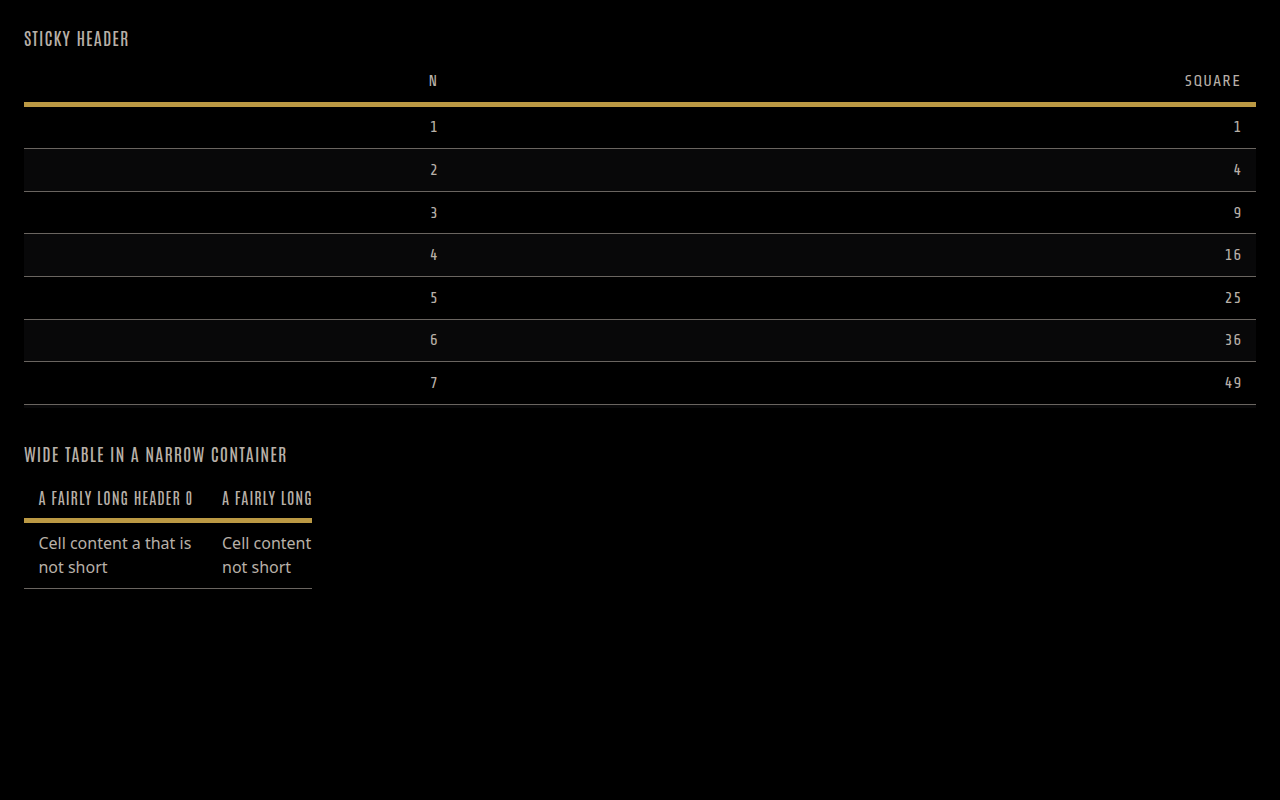 STICKY HEADER
N SQUARE
1 1
2 4
3 9
4 16
5 25
6 36
7 49
WIDE TABLE IN A NARROW CONTAINER
A FAIRLY LONG HEADER 0 A FAIRLY LONG
Cell content a that is Cell content
not short not short